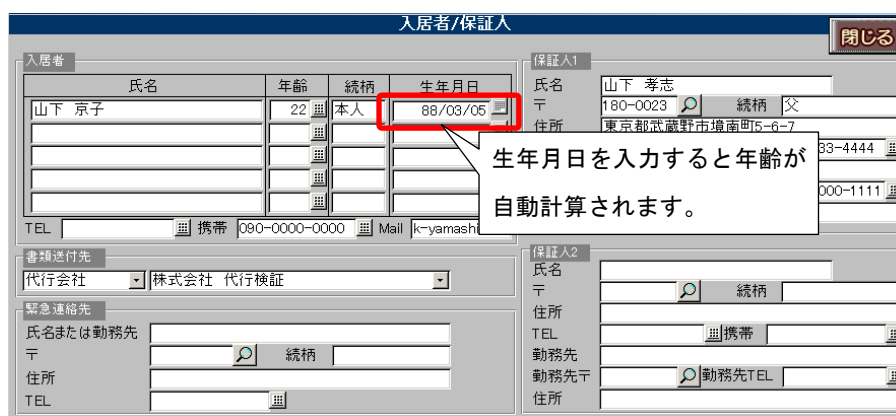 入居者/保証人
閉じる
入居者
氏名 年齢 続柄 生年月日
山下 京子 22 本人 88/03/05
TEL 携帯 090-0000-0000 Mail k-yamashi
書類送付先
代行会社 株式会社 代行検証
緊急連絡先
氏名または勤務先
〒 続柄
住所
TEL
保証人1
氏名 山下 孝志
〒 180-0023 続柄 父
住所 東京都武蔵野市境南町5-6-7
33-4444
000-1111
生年月日を入力すると年齢が
自動計算されます。
保証人2
氏名
〒 続柄
住所
TEL 携帯
勤務先
勤務先〒 勤務先TEL
住所